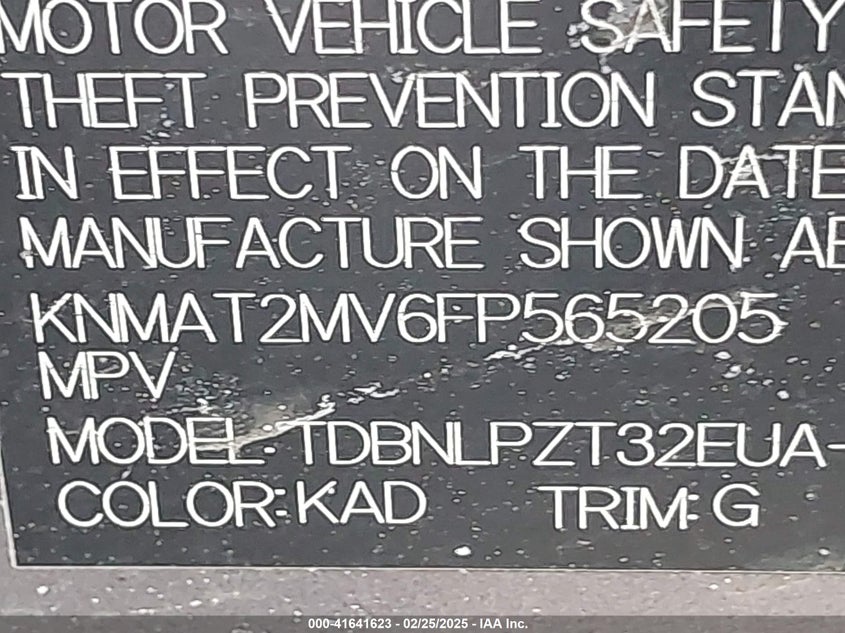 MOTOR VEHICLE SAFETY
THEFT PREVENTION STAN
IN EFFECT ON THE DATE
MANUFACTURE SHOWN AB
KNMAT2MV6FP565205
MPV
MODEL:TDBNLPZT32EUA-
COLOR:KAD TRIM:G
000-41641623 - 02/25/2025 - IAA Inc.